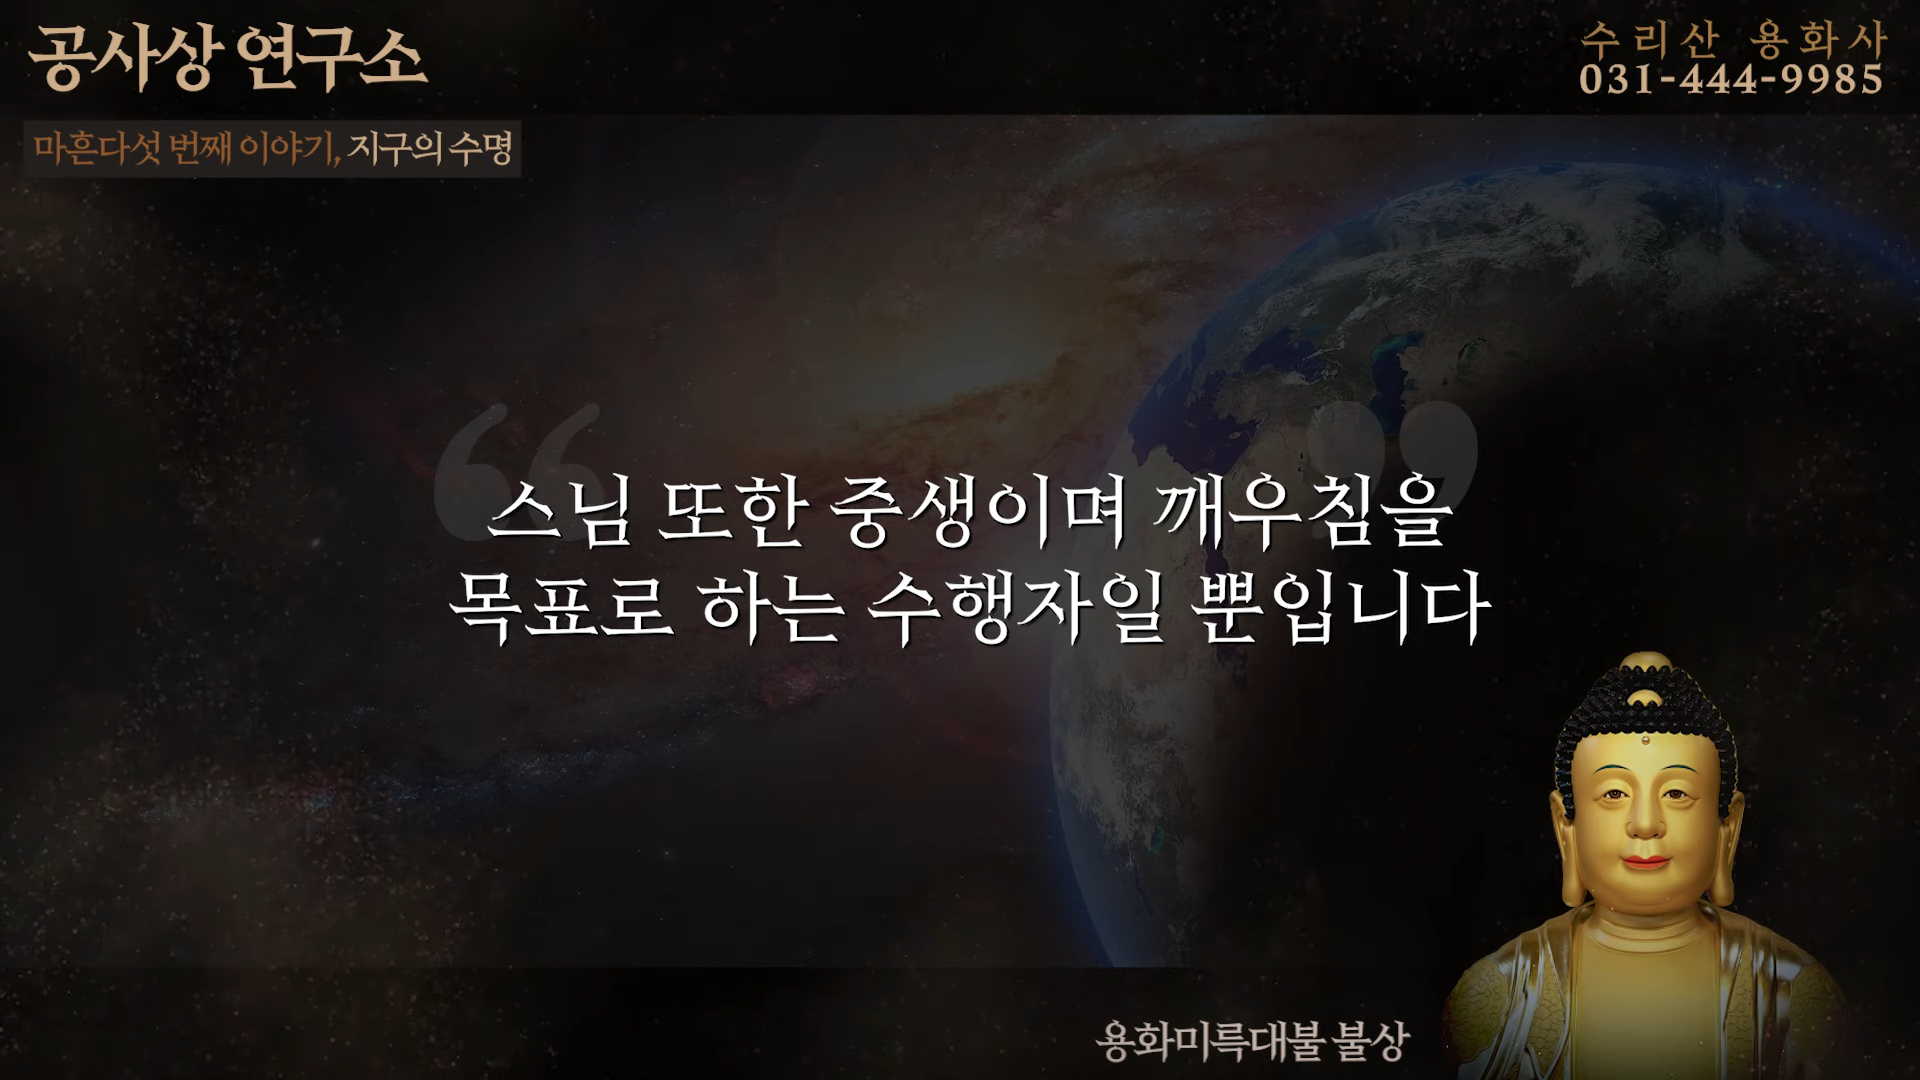 공사상 연구소
수리산 용화사
031-444-9985
마흔다섯 번째 이야기, 지구의 수명
“ ”
스님 또한 중생이며 깨우침을
목표로 하는 수행자일 뿐입니다
용화미륵대불 불상